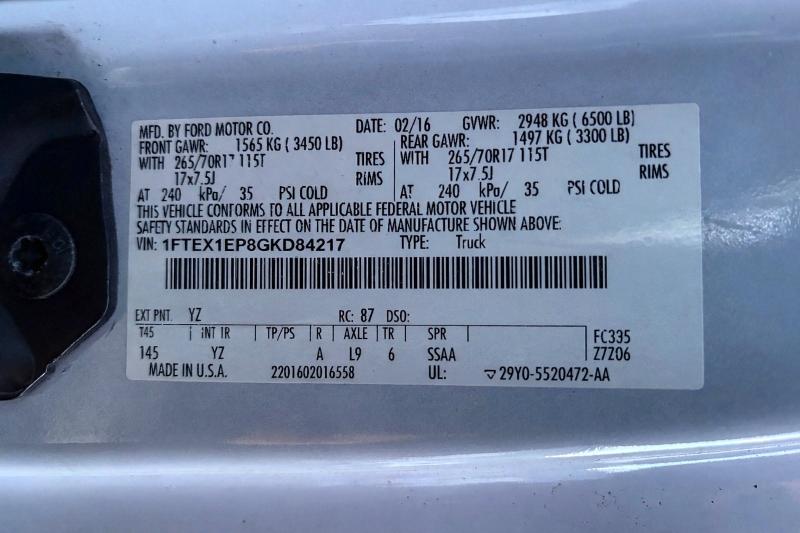 MFD. BY FORD MOTOR CO. DATE: 02/16 GVWR: 2948 KG ( 6500 LB)
FRONT GAWR: 1565 KG ( 3450 LB) REAR GAWR: 1497 KG ( 3300 LB)
WITH 265/70R17 115T TIRES WITH 265/70R17 115T TIRES
17x7.5J RIMS 17x7.5J RIMS
AT 240 kPa/ 35 PSI COLD AT 240 kPa/ 35 PSI COLD
THIS VEHICLE CONFORMS TO ALL APPLICABLE FEDERAL MOTOR VEHICLE
SAFETY STANDARDS IN EFFECT ON THE DATE OF MANUFACTURE SHOWN ABOVE.
VIN: 1FTEX1EP8GKD84217 TYPE: Truck
EXT PNT. YZ RC: 87 DSO:
T45 INT 1R TP/PS R AXLE TR SPR FC335
145 YZ A L9 6 SSAA Z7Z06
MADE IN U.S.A. 2201602016558 UL: 29Y0-5520472-AA